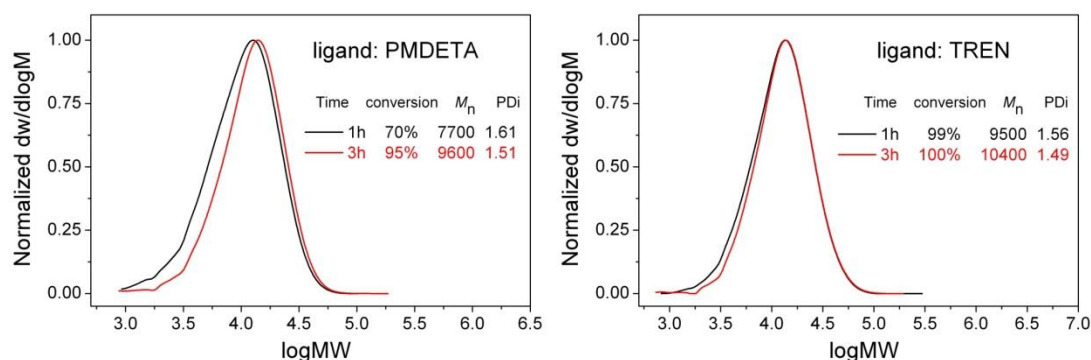 Normalized dw/dlogM
1.00
0.75
0.50
0.25
0.00
ligand: PMDETA
Time conversion Mn PDi
1h 70% 7700 1.61
3h 95% 9600 1.51
3.0 3.5 4.0 4.5 5.0 5.5 6.0 6.5
logMW
Normalized dw/dlogM
1.00
0.75
0.50
0.25
0.00
ligand: TREN
Time conversion Mn PDi
1h 99% 9500 1.56
3h 100% 10400 1.49
3.0 3.5 4.0 4.5 5.0 5.5 6.0 6.5 7.0
logMW